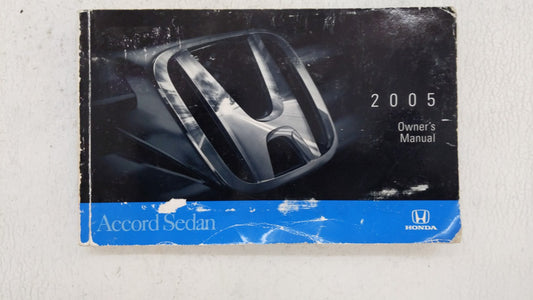 2005
Owner's
Manual
Accord Sedan
HONDA